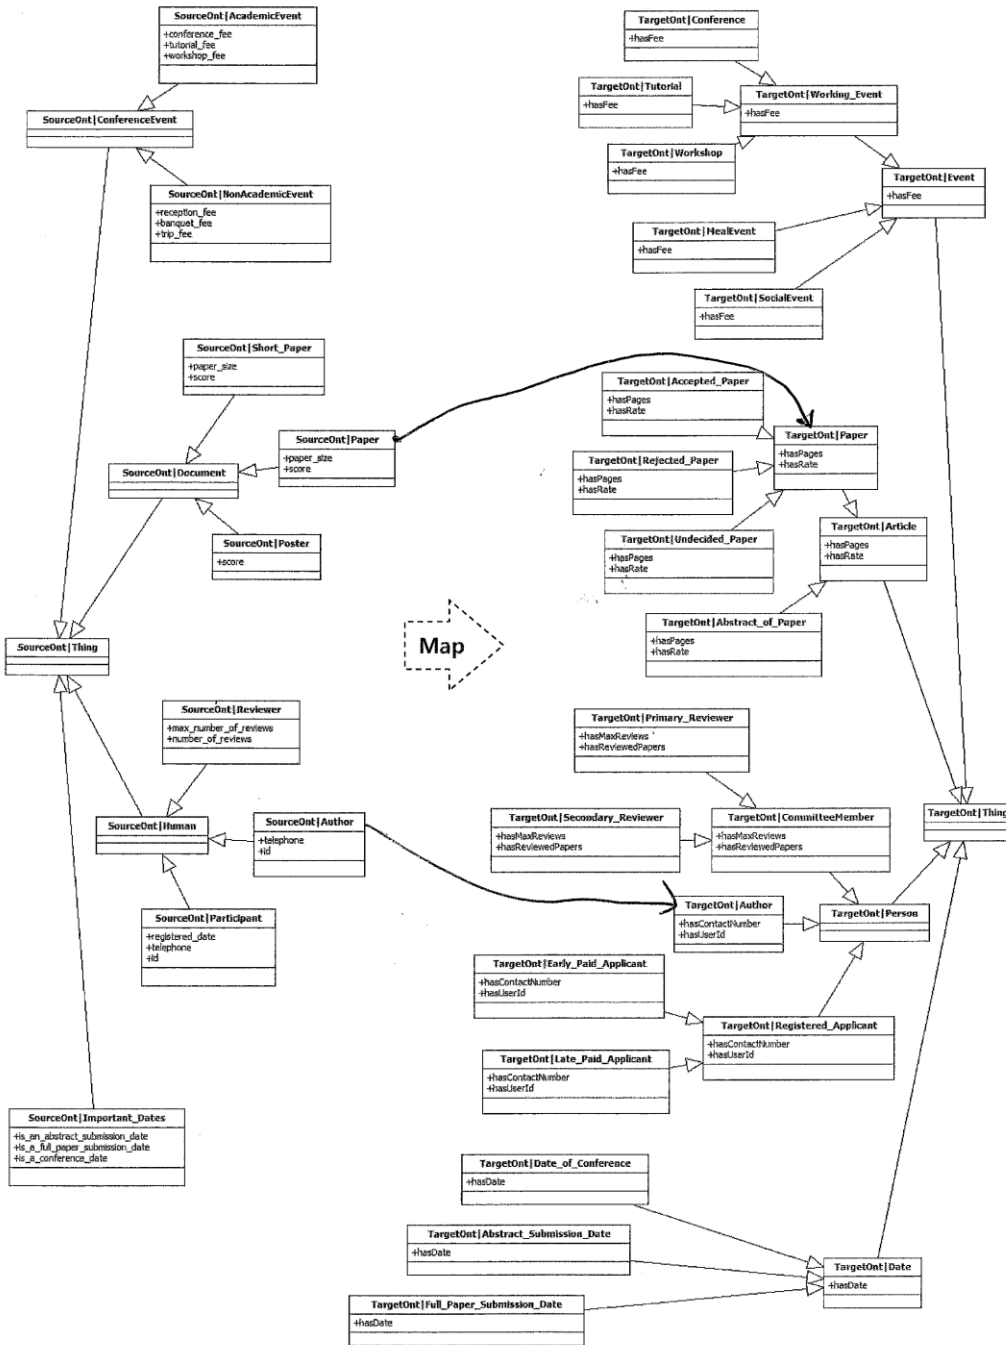 SourceOnt|AcademicEvent
+conference_fee
+tutorial_fee
+workshop_fee
SourceOnt|ConferenceEvent
SourceOnt|NonAcademicEvent
+reception_fee
+banquet_fee
+trip_fee
SourceOnt|Short_Paper
+paper_size
+score
SourceOnt|Paper
+paper_size
+score
SourceOnt|Document
SourceOnt|Poster
+score
SourceOnt|Thing
SourceOnt|Reviewer
+max_number_of_reviews
+number_of_reviews
SourceOnt|Human
SourceOnt|Author
+telephone
+id
SourceOnt|Participant
+registered_date
+telephone
+id
SourceOnt|Important_Dates
+is_an_abstract_submission_date
+is_a_full_paper_submission_date
+is_a_conference_date
Map
TargetOnt|Conference
+hasFee
TargetOnt|Tutorial
+hasFee
TargetOnt|Working_Event
+hasFee
TargetOnt|Workshop
+hasFee
TargetOnt|Event
+hasFee
TargetOnt|MealEvent
+hasFee
TargetOnt|SocialEvent
+hasFee
TargetOnt|Accepted_Paper
+hasPages
+hasRate
TargetOnt|Paper
+hasPages
+hasRate
TargetOnt|Rejected_Paper
+hasPages
+hasRate
TargetOnt|Undecided_Paper
+hasPages
+hasRate
TargetOnt|Article
+hasPages
+hasRate
TargetOnt|Abstract_of_Paper
+hasPages
+hasRate
TargetOnt|Primary_Reviewer
+hasMaxReviews
+hasReviewedPapers
TargetOnt|Secondary_Reviewer
+hasMaxReviews
+hasReviewedPapers
TargetOnt|CommitteeMember
+hasMaxReviews
+hasReviewedPapers
TargetOnt|Thing
TargetOnt|Author
+hasContactNumber
+hasUserId
TargetOnt|Person
TargetOnt|Early_Paid_Applicant
+hasContactNumber
+hasUserId
TargetOnt|Registered_Applicant
+hasContactNumber
+hasUserId
TargetOnt|Late_Paid_Applicant
+hasContactNumber
+hasUserId
TargetOnt|Date_of_Conference
+hasDate
TargetOnt|Abstract_Submission_Date
+hasDate
TargetOnt|Date
+hasDate
TargetOnt|Full_Paper_Submission_Date
+hasDate